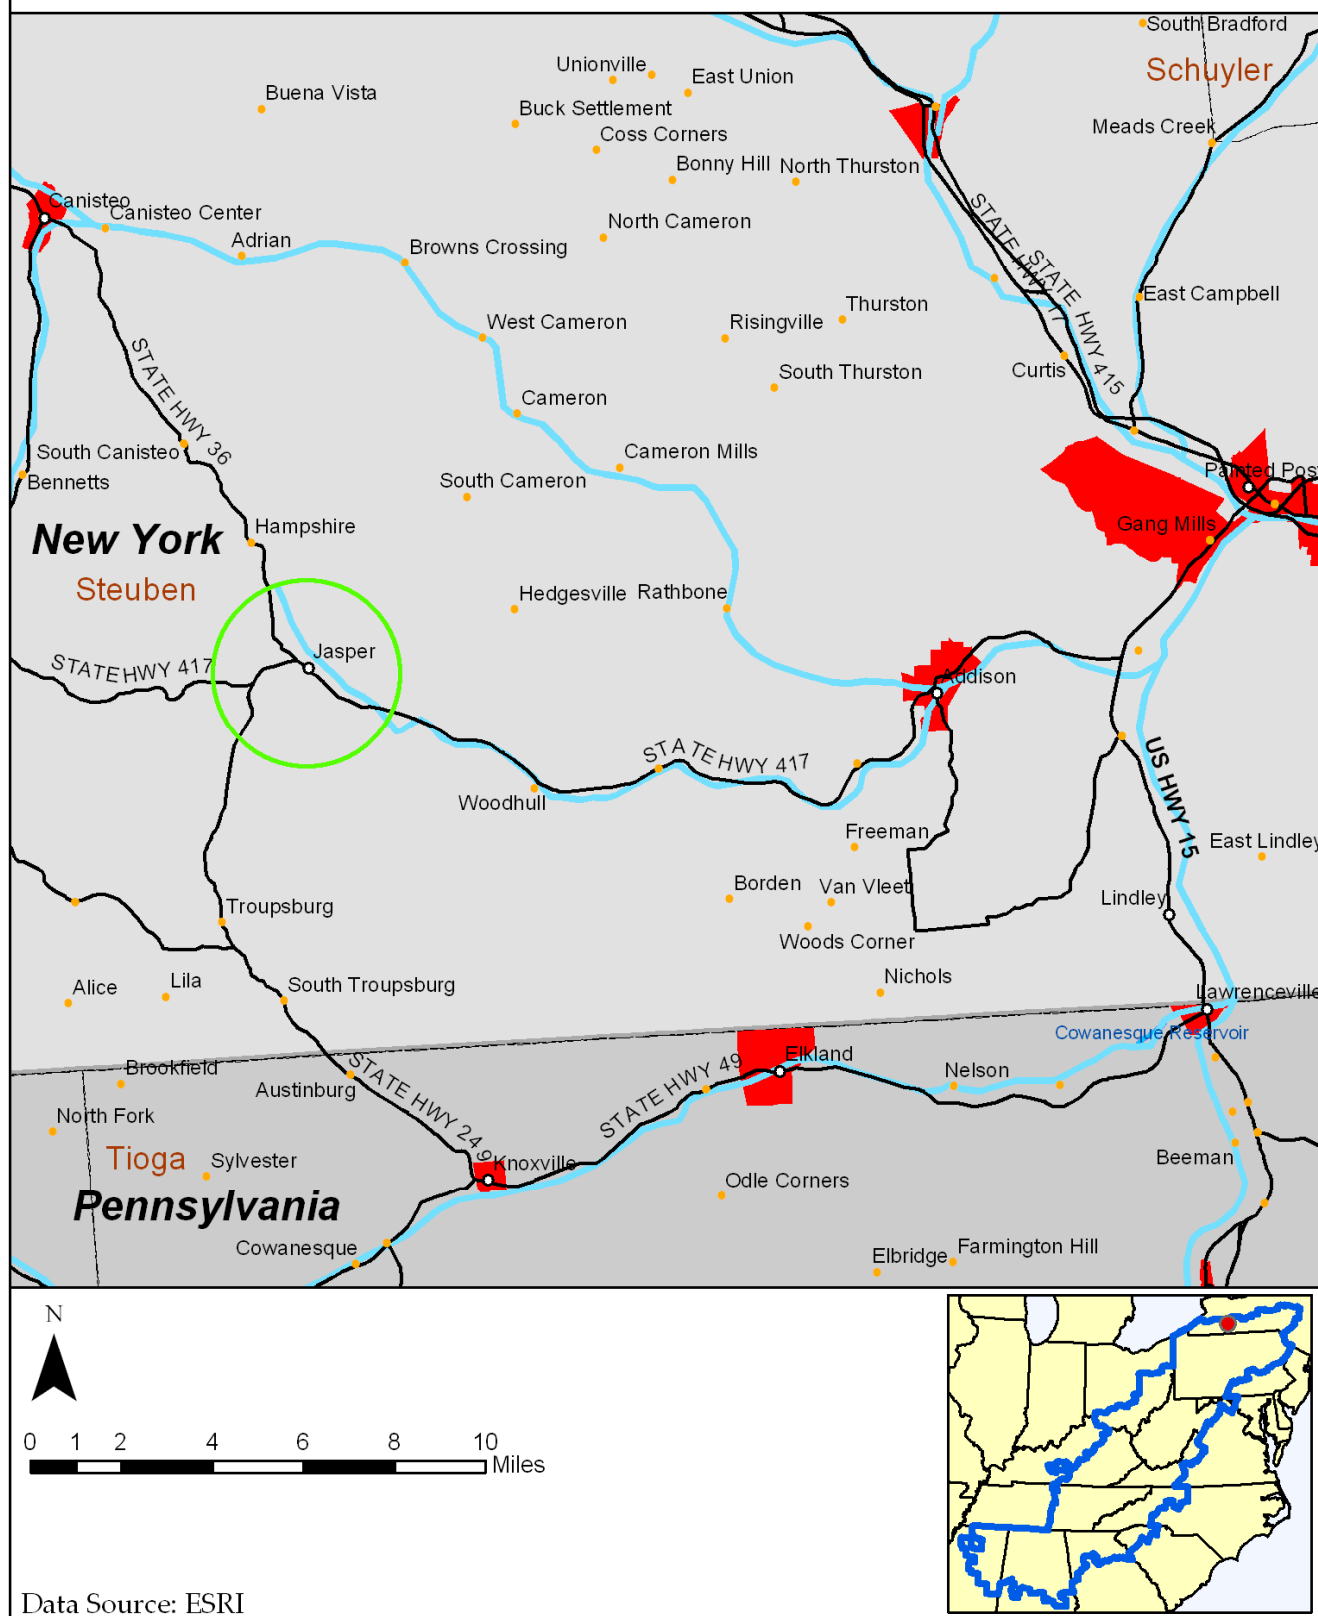 South Bradford
Schuyler
Unionville
East Union
Buena Vista
Buck Settlement
Coss Corners
Meads Creek
Bonny Hill
North Thurston
Canisteo
Canisteo Center
North Cameron
STATE HWY 17
STATE HWY 415
Adrian
Browns Crossing
East Campbell
Thurston
West Cameron
Risingville
STATE HWY 36
South Thurston
Curtis
Cameron
South Canisteo
Cameron Mills
Painted Post
Bennetts
South Cameron
Hampshire
Gang Mills
New York
Steuben
Hedgesville
Rathbone
Jasper
STATE HWY 417
Addison
STATE HWY 417
US HWY 15
Woodhull
Freeman
East Lindley
Borden
Van Vleet
Lindley
Troupsburg
Woods Corner
Nichols
Alice
Lila
South Troupsburg
Lawrenceville
Cowanesque Reservoir
Elkland
Brookfield
Austinburg
STATE HWY 249
STATE HWY 49
Nelson
North Fork
Tioga
Sylvester
Knoxville
Beeman
Odle Corners
Pennsylvania
Cowanesque
Elbridge
Farmington Hill
N
0 1 2 4 6 8 10
Miles
Data Source: ESRI